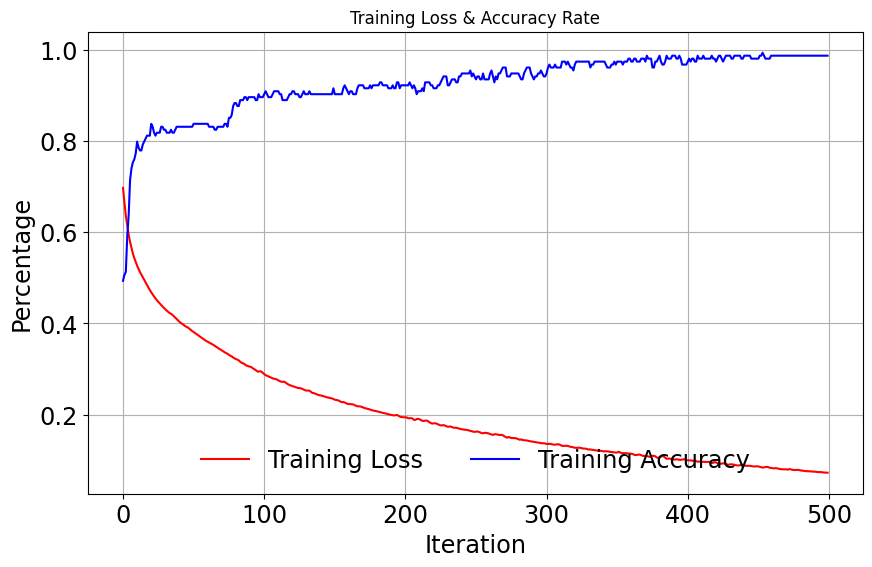 Training Loss & Accuracy Rate
1.0
0.8
0.6
0.4
0.2
Percentage
Training Loss Training Accuracy
0 100 200 300 400 500
Iteration